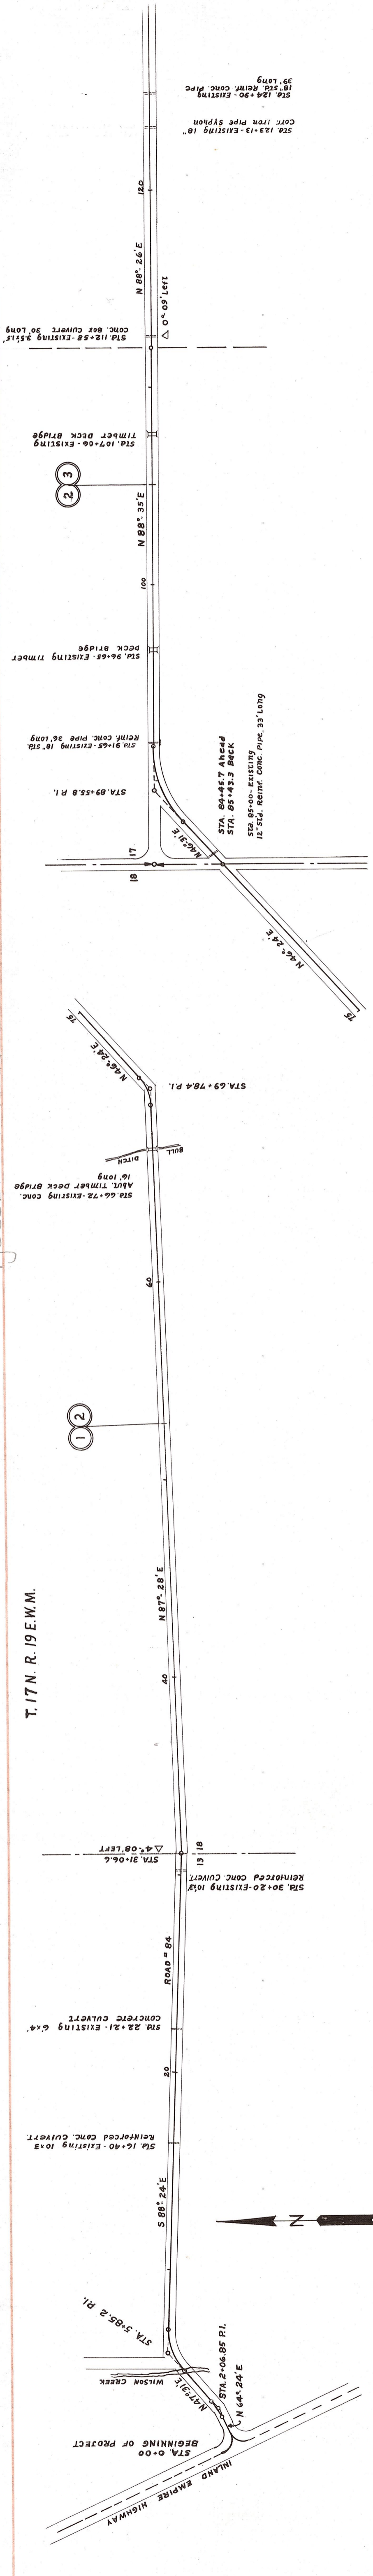 39' Long
18" Std. Reinf. Conc. Pipe
Sta. 124+90 - Existing
Corr. Iron Pipe Syphon
Sta. 123+13 - Existing 18"
120
N 88°-26'E
△ 0°-09' Left
Sta. 112+58 - Existing 3.5'x1.5'
Conc. Box Culvert 30' Long
Sta. 107+06 - Existing
Timber Deck Bridge
2 3
N 88°-35'E
100
Sta. 96+65 - Existing Timber
Deck Bridge
Sta. 91+65 - Existing 18" Std.
Reinf. Conc. Pipe 36' Long
STA. 89+55.8 P.I.
N 46°-31'E
STA. 84+45.7 Ahead
STA. 85+43.3 Back
Sta. 85+00 - Existing
12" Std. Reinf. Conc. Pipe, 33' Long
17
18
N 46°-24'E
75
75
N 46°-24'E
STA. 69+78.4 P.I.
BULL DITCH
Sta. 66+72 - Existing Conc.
Abut. Timber Deck Bridge
16' Long
60
1 2
T. 17 N. R. 19 E.W.M.
N 87°-28'E
40
STA. 31+06.6
△ 4°-08' LEFT
13 18
Sta. 30+20 - Existing 10'x3'
Reinforced Conc. Culvert
ROAD # 84
Sta. 22+21 - Existing 6'x4'
Concrete Culvert
20
Sta. 16+40 - Existing 10x3
Reinforced Conc. Culvert.
S 88°-24'E
STA. 5+85.2 P.I.
N
WILSON CREEK
N 47°-31'E
STA. 2+06.85 P.I.
N 64°-24'E
STA. 0+00
BEGINNING OF PROJECT
INLAND EMPIRE HIGHWAY